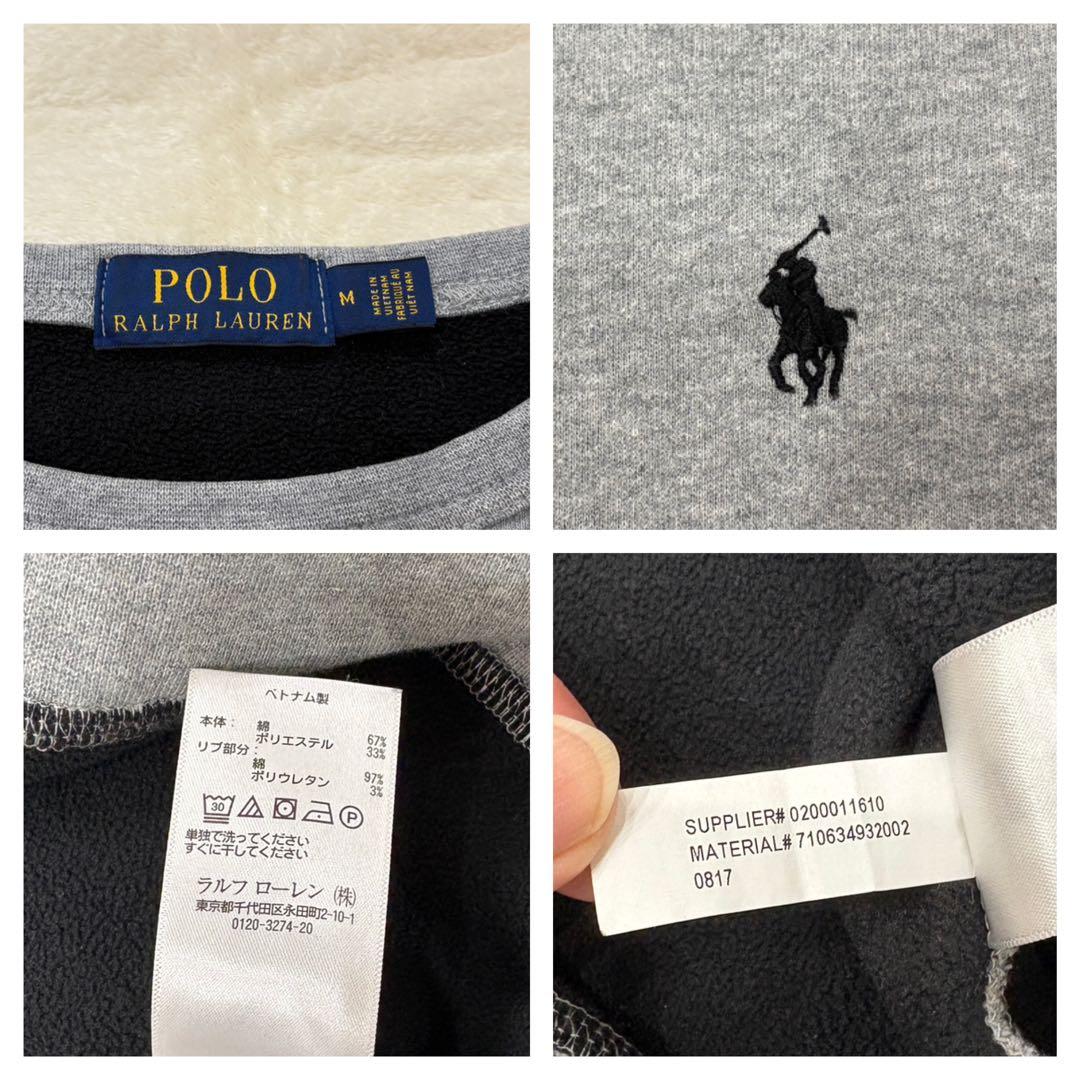 POLO
RALPH LAUREN
M
MADE IN
VIETNAM
FABRIQUÉ AU
VIÊT NAM
ベトナム製
本体: 綿 67%
ポリエステル 33%
リブ部分:
綿 97%
ポリウレタン 3%
30
P
単独で洗ってください
すぐに干してください
ラルフ ローレン (株)
東京都千代田区永田町2-10-1
0120-3274-20
SUPPLIER# 0200011610
MATERIAL# 710634932002
0817